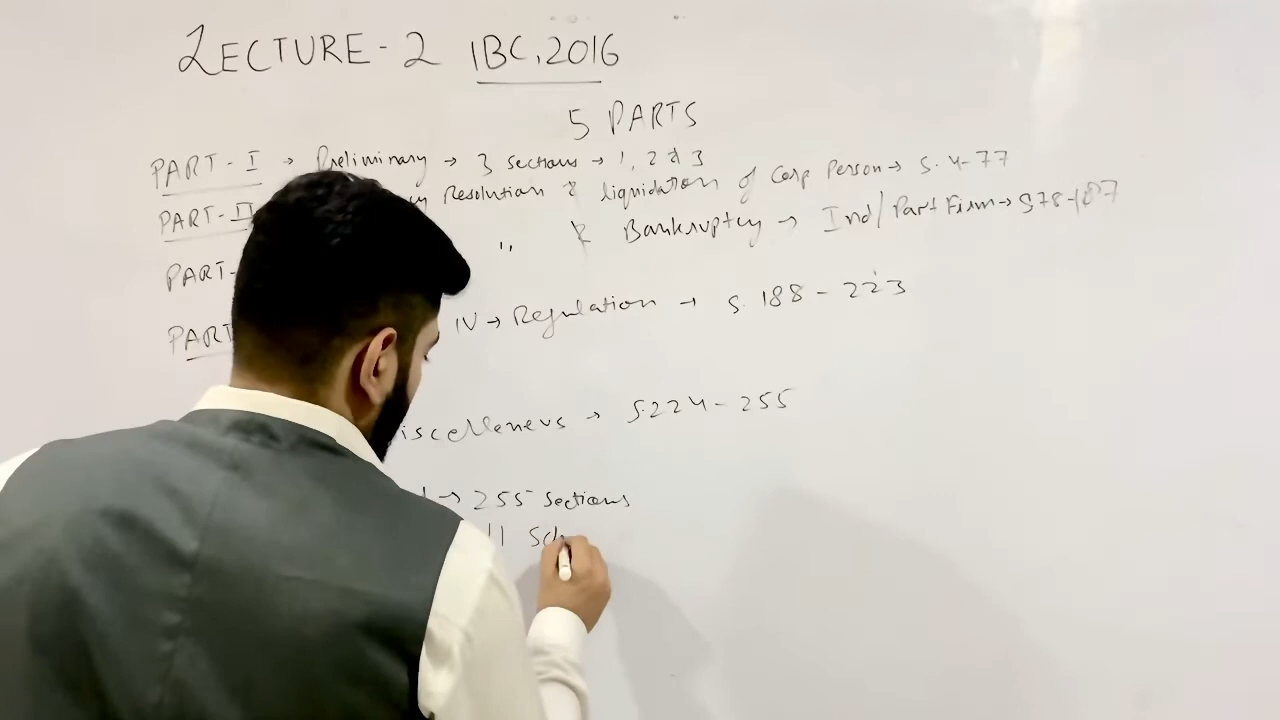 LECTURE-2 IBC, 2016
5 PARTS
PART-I → Preliminary → 3 sections → 1, 2 & 3
PART-II Resolution & liquidation of Corp Person → S. 4-77
PART- ,, & Bankruptcy → Ind/Part Firm → S78-187
PART IV → Regulation → S. 188-223
iscelleneus → S.224-255
→ 255 sections
11 Sch